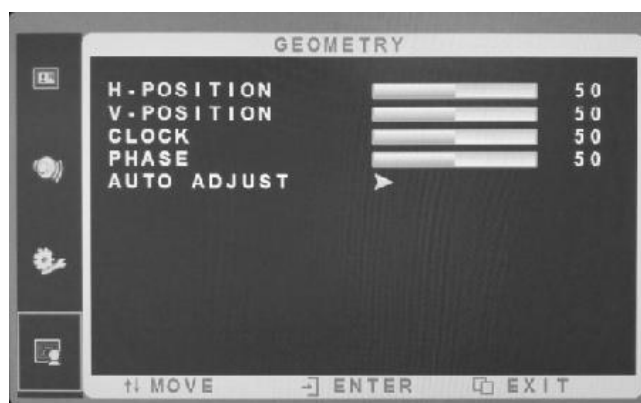 GEOMETRY
H-POSITION 50
V-POSITION 50
CLOCK 50
PHASE 50
AUTO ADJUST
MOVE ENTER EXIT